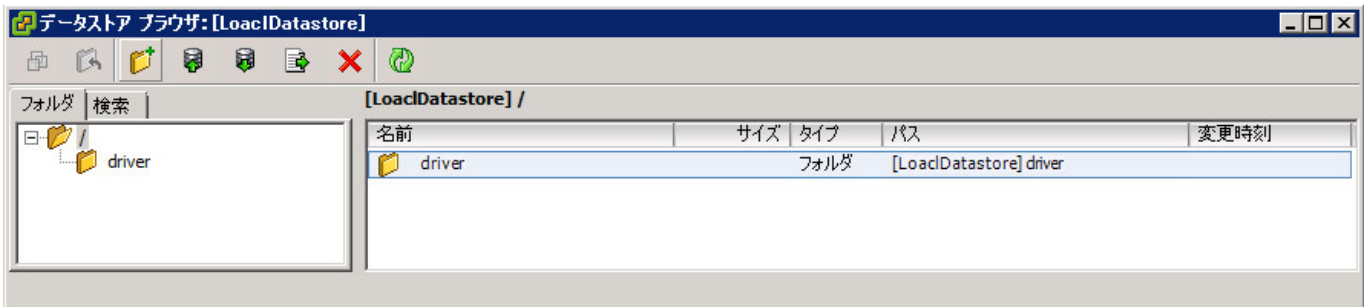 データストア ブラウザ: [LoaclDatastore]
フォルダ 検索
[LoaclDatastore] /
/
driver
名前 サイズ タイプ パス 変更時刻
driver フォルダ [LoaclDatastore] driver